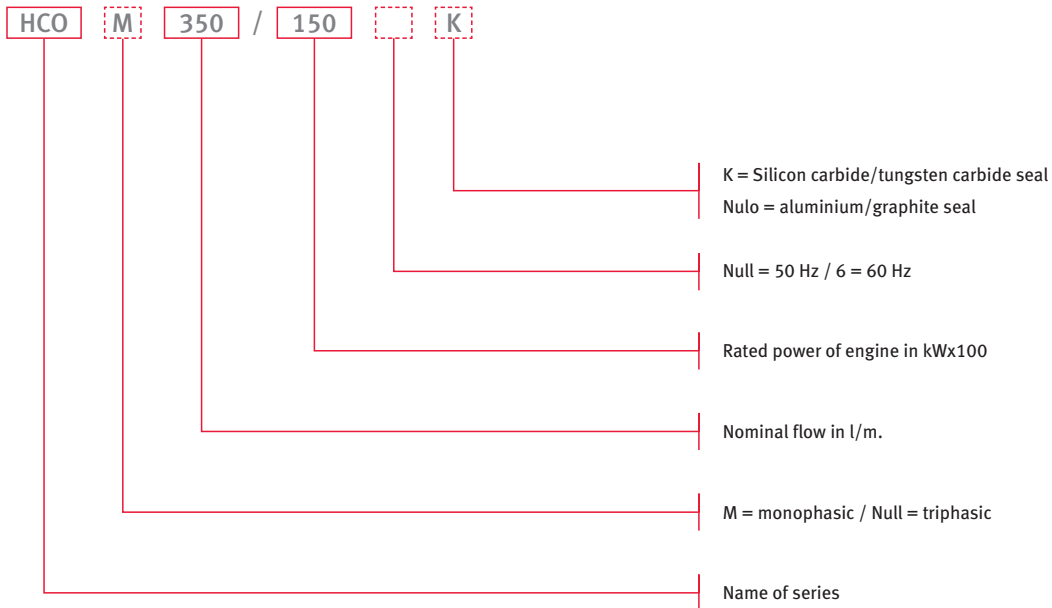 HCO M 350 / 150 K
K = Silicon carbide/tungsten carbide seal
Nulo = aluminium/graphite seal
Null = 50 Hz / 6 = 60 Hz
Rated power of engine in kWx100
Nominal flow in l/m.
M = monophasic / Null = triphasic
Name of series